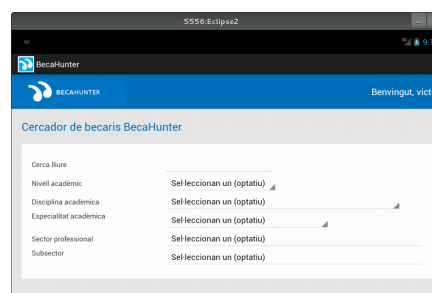 5556:Eclipse2
BecaHunter
BECAHUNTER
Benvingut,
Cercador de becaris BecaHunter
Cerca lliure
Nivell acadèmic Sel·leccionan un (optatiu)
Disciplina acadèmica Sel·leccionan un (optatiu)
Especialitat acadèmica Sel·leccionan un (optatiu)
Sector professional Sel·leccionan un (optatiu)
Subsector Sel·leccionan un (optatiu)